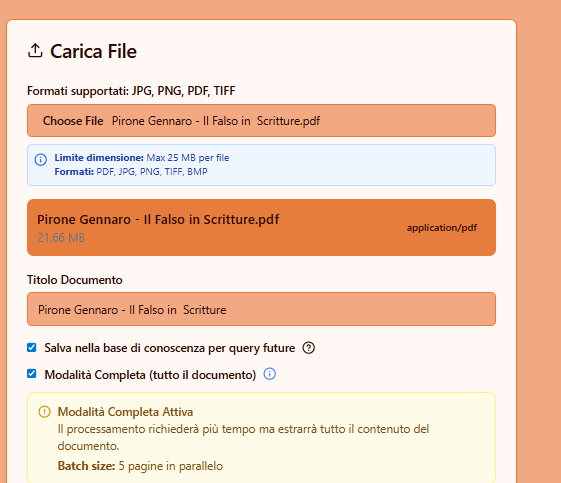 Carica File
Formati supportati: JPG, PNG, PDF, TIFF
Choose File Pirone Gennaro - Il Falso in Scritture.pdf
Limite dimensione: Max 25 MB per file
Formati: PDF, JPG, PNG, TIFF, BMP
Pirone Gennaro - Il Falso in Scritture.pdf
application/pdf
21.66 MB
Titolo Documento
Pirone Gennaro - Il Falso in Scritture
Salva nella base di conoscenza per query future
Modalità Completa (tutto il documento)
Modalità Completa Attiva
Il processamento richiederà più tempo ma estrarrà tutto il contenuto del
documento.
Batch size: 5 pagine in parallelo